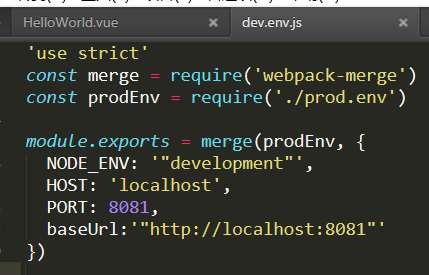 HelloWorld.vue × dev.env.js ×
'use strict'
const merge = require('webpack-merge')
const prodEnv = require('./prod.env')
module.exports = merge(prodEnv, {
NODE_ENV: '"development"',
HOST: 'localhost',
PORT: 8081,
baseUrl:'"http://localhost:8081"'
})